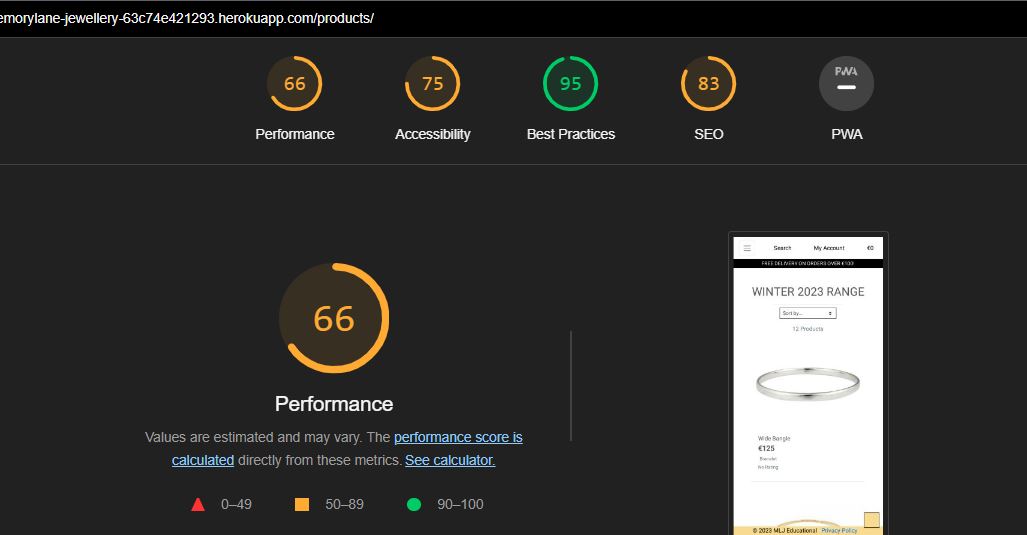 emorylane-jewellery-63c74e421293.herokuapp.com/products/
66 75 95 83 PWA
Performance Accessibility Best Practices SEO PWA
66
Performance
Values are estimated and may vary. The performance score is
calculated directly from these metrics. See calculator.
0–49 50–89 90–100
Search My Account €0
FREE DELIVERY ON ORDERS OVER €100!
WINTER 2023 RANGE
Sort by...
12 Products
Wide Bangle
€125
Bracelet
No Rating
© 2023 MLJ Educational Privacy Policy